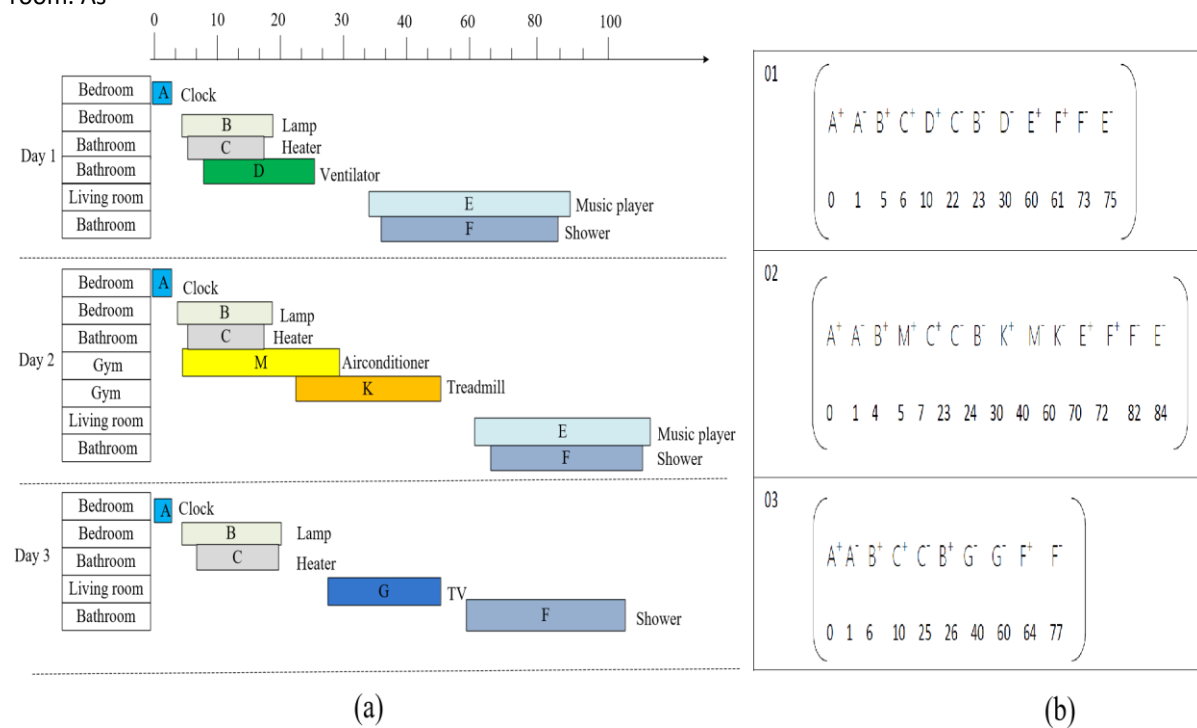 room. As
0 10 20 30 40 60 80 100
Day 1
Bedroom A Clock
Bedroom B Lamp
Bathroom C Heater
Bathroom D Ventilator
Living room E Music player
Bathroom F Shower
Day 2
Bedroom A Clock
Bedroom B Lamp
Bathroom C Heater
Gym M Airconditioner
Gym K Treadmill
Living room E Music player
Bathroom F Shower
Day 3
Bedroom A Clock
Bedroom B Lamp
Bathroom C Heater
Living room G TV
Bathroom F Shower
(a)
01
A⁺ A⁻ B⁺ C⁺ D⁺ C⁻ B⁻ D⁻ E⁺ F⁺ F⁻ E⁻
0 1 5 6 10 22 23 30 60 61 73 75
02
A⁺ A⁻ B⁺ M⁺ C⁺ C⁻ B⁻ K⁺ M⁻ K⁻ E⁺ F⁺ F⁻ E⁻
0 1 4 5 7 23 24 30 40 60 70 72 82 84
03
A⁺ A⁻ B⁺ C⁺ C⁻ B⁺ G⁻ G⁻ F⁺ F⁻
0 1 6 10 25 26 40 60 64 77
(b)